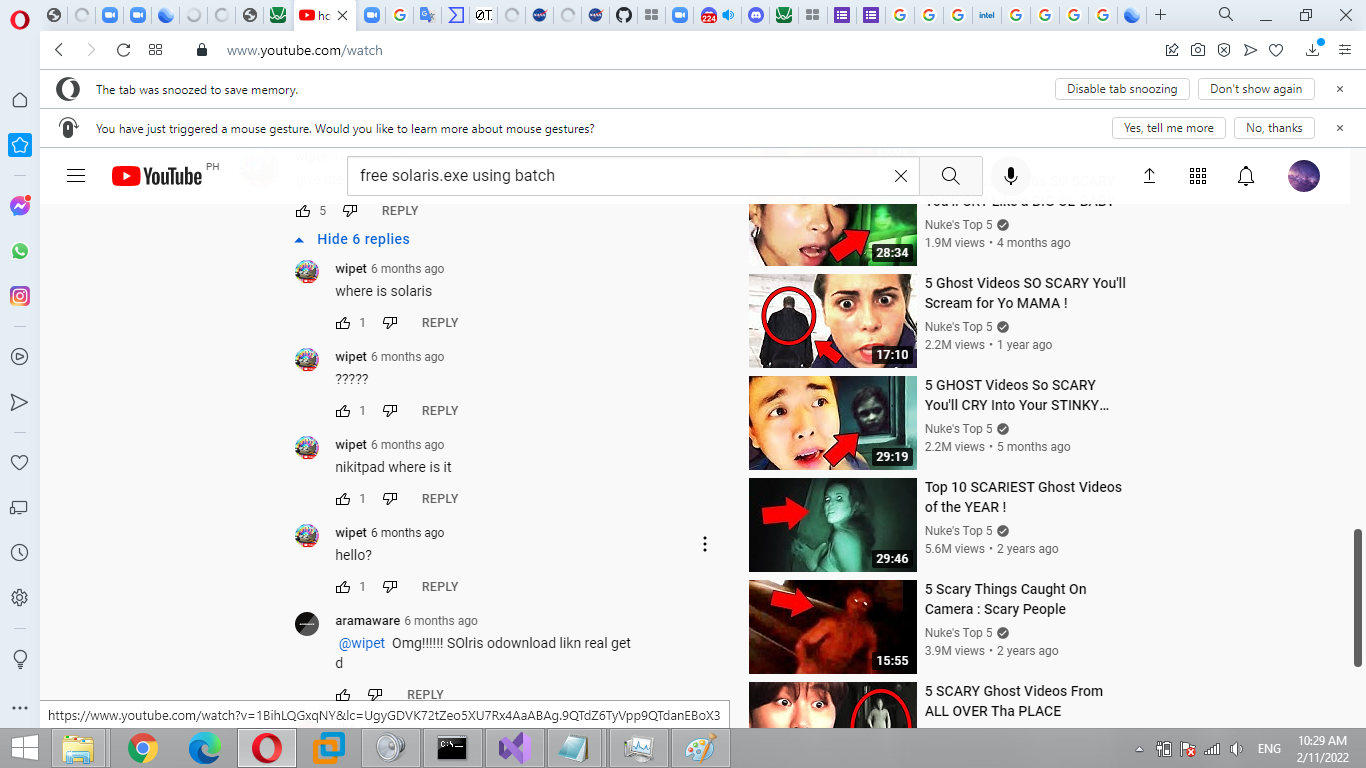 hc
224
www.youtube.com/watch
The tab was snoozed to save memory.
Disable tab snoozing
Don't show again
You have just triggered a mouse gesture. Would you like to learn more about mouse gestures?
Yes, tell me more
No, thanks
YouTube PH
free solaris.exe using batch
5 REPLY
Hide 6 replies
wipet 6 months ago
where is solaris
1 REPLY
wipet 6 months ago
?????
1 REPLY
wipet 6 months ago
nikitpad where is it
1 REPLY
wipet 6 months ago
hello?
1 REPLY
aramaware 6 months ago
@wipet Omg!!!!!! SOlris odownload likn real get
d
REPLY
28:34
Nuke's Top 5
1.9M views • 4 months ago
17:10
5 Ghost Videos SO SCARY You'll
Scream for Yo MAMA !
Nuke's Top 5
2.2M views • 1 year ago
29:19
5 GHOST Videos So SCARY
You'll CRY Into Your STINKY…
Nuke's Top 5
2.2M views • 5 months ago
29:46
Top 10 SCARIEST Ghost Videos
of the YEAR !
Nuke's Top 5
5.6M views • 2 years ago
15:55
5 Scary Things Caught On
Camera : Scary People
Nuke's Top 5
3.9M views • 2 years ago
5 SCARY Ghost Videos From
ALL OVER Tha PLACE
https://www.youtube.com/watch?v=1BihLQGxqNY&lc=UgyGDVK72tZeo5XU7Rx4AaABAg.9QTdZ6TyVpp9QTdanEBoX3
ENG
10:29 AM
2/11/2022